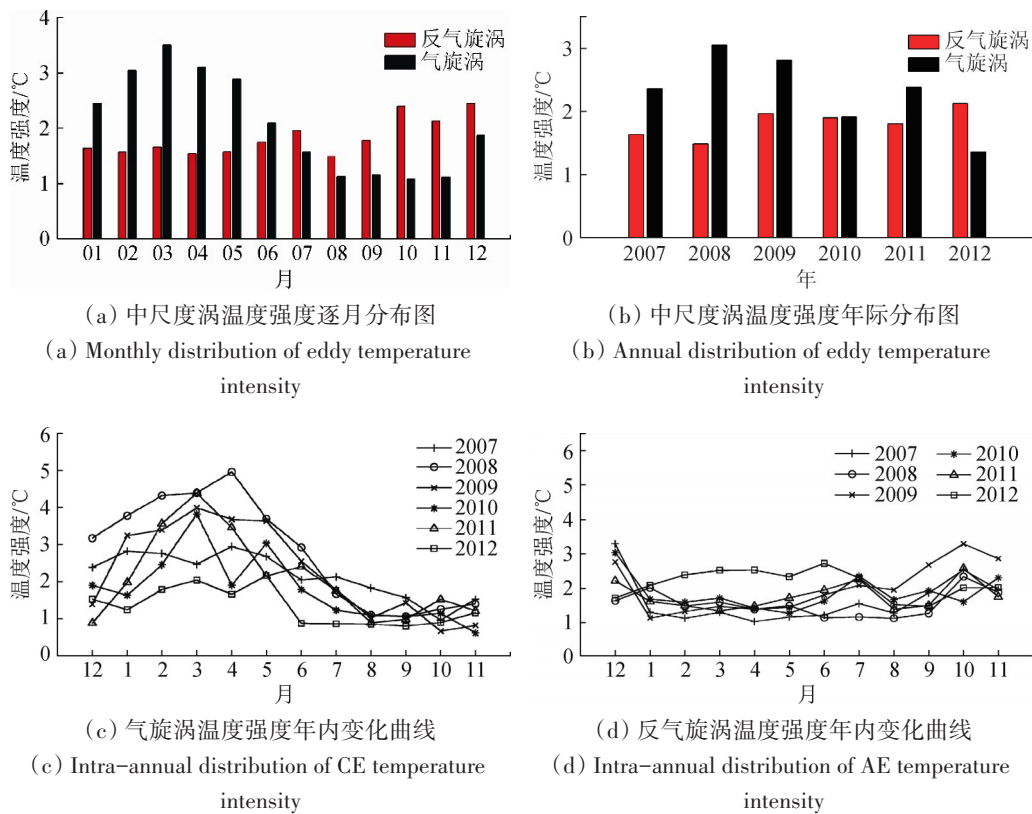 4
3
2
1
0
温度强度/℃
反气旋涡
气旋涡
01 02 03 04 05 06 07 08 09 10 11 12
月
(a) 中尺度涡温度强度逐月分布图
(a) Monthly distribution of eddy temperature
intensity
3
2
1
0
温度强度/℃
反气旋涡
气旋涡
2007 2008 2009 2010 2011 2012
年
(b) 中尺度涡温度强度年际分布图
(b) Annual distribution of eddy temperature
intensity
6
5
4
3
2
1
0
温度强度/℃
2007
2008
2009
2010
2011
2012
12 1 2 3 4 5 6 7 8 9 10 11
月
(c) 气旋涡温度强度年内变化曲线
(c) Intra-annual distribution of CE temperature
intensity
6
5
4
3
2
1
0
温度强度/℃
2007 2010
2008 2011
2009 2012
12 1 2 3 4 5 6 7 8 9 10 11
月
(d) 反气旋涡温度强度年内变化曲线
(d) Intra-annual distribution of AE temperature
intensity